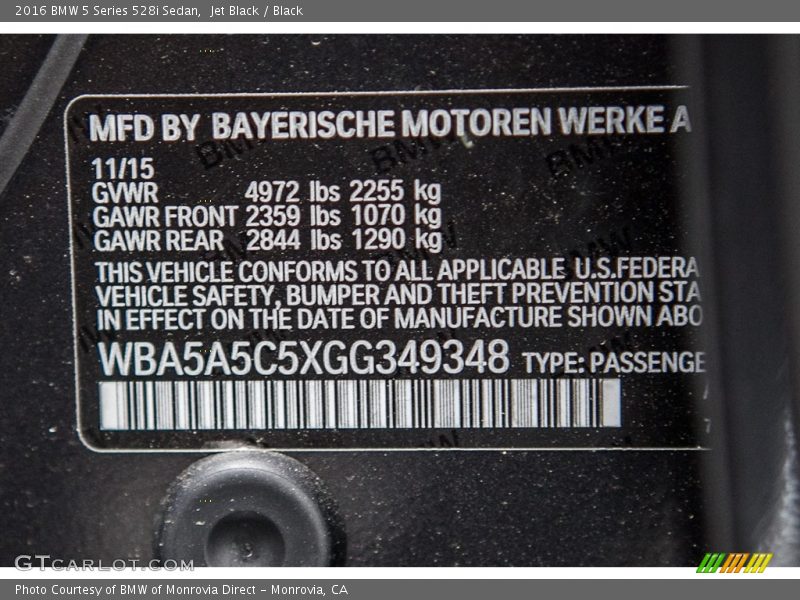 2016 BMW 5 Series 528i Sedan, Jet Black / Black
MFD BY BAYERISCHE MOTOREN WERKE A
11/15
GVWR 4972 lbs 2255 kg
GAWR FRONT 2359 lbs 1070 kg
GAWR REAR 2844 lbs 1290 kg
THIS VEHICLE CONFORMS TO ALL APPLICABLE U.S.FEDERA
VEHICLE SAFETY, BUMPER AND THEFT PREVENTION STA
IN EFFECT ON THE DATE OF MANUFACTURE SHOWN ABO
WBA5A5C5XGG349348 TYPE: PASSENGE
GTCARLOT.COM
Photo Courtesy of BMW of Monrovia Direct - Monrovia, CA